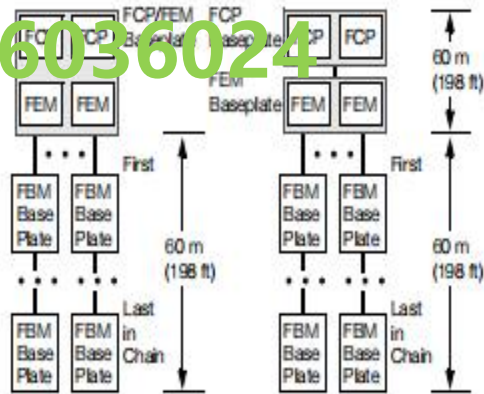 FCP/FEM
Baseplate
FCP
Baseplate
6036024
FCP FCP
FCP FCP
60 m
(198 ft)
FEM FEM
FEM
Baseplate
FEM FEM
First
FBM
Base
Plate
FBM
Base
Plate
60 m
(198 ft)
Last
in
Chain
FBM
Base
Plate
FBM
Base
Plate
First
FBM
Base
Plate
FBM
Base
Plate
60 m
(198 ft)
Last
in
Chain
FBM
Base
Plate
FBM
Base
Plate